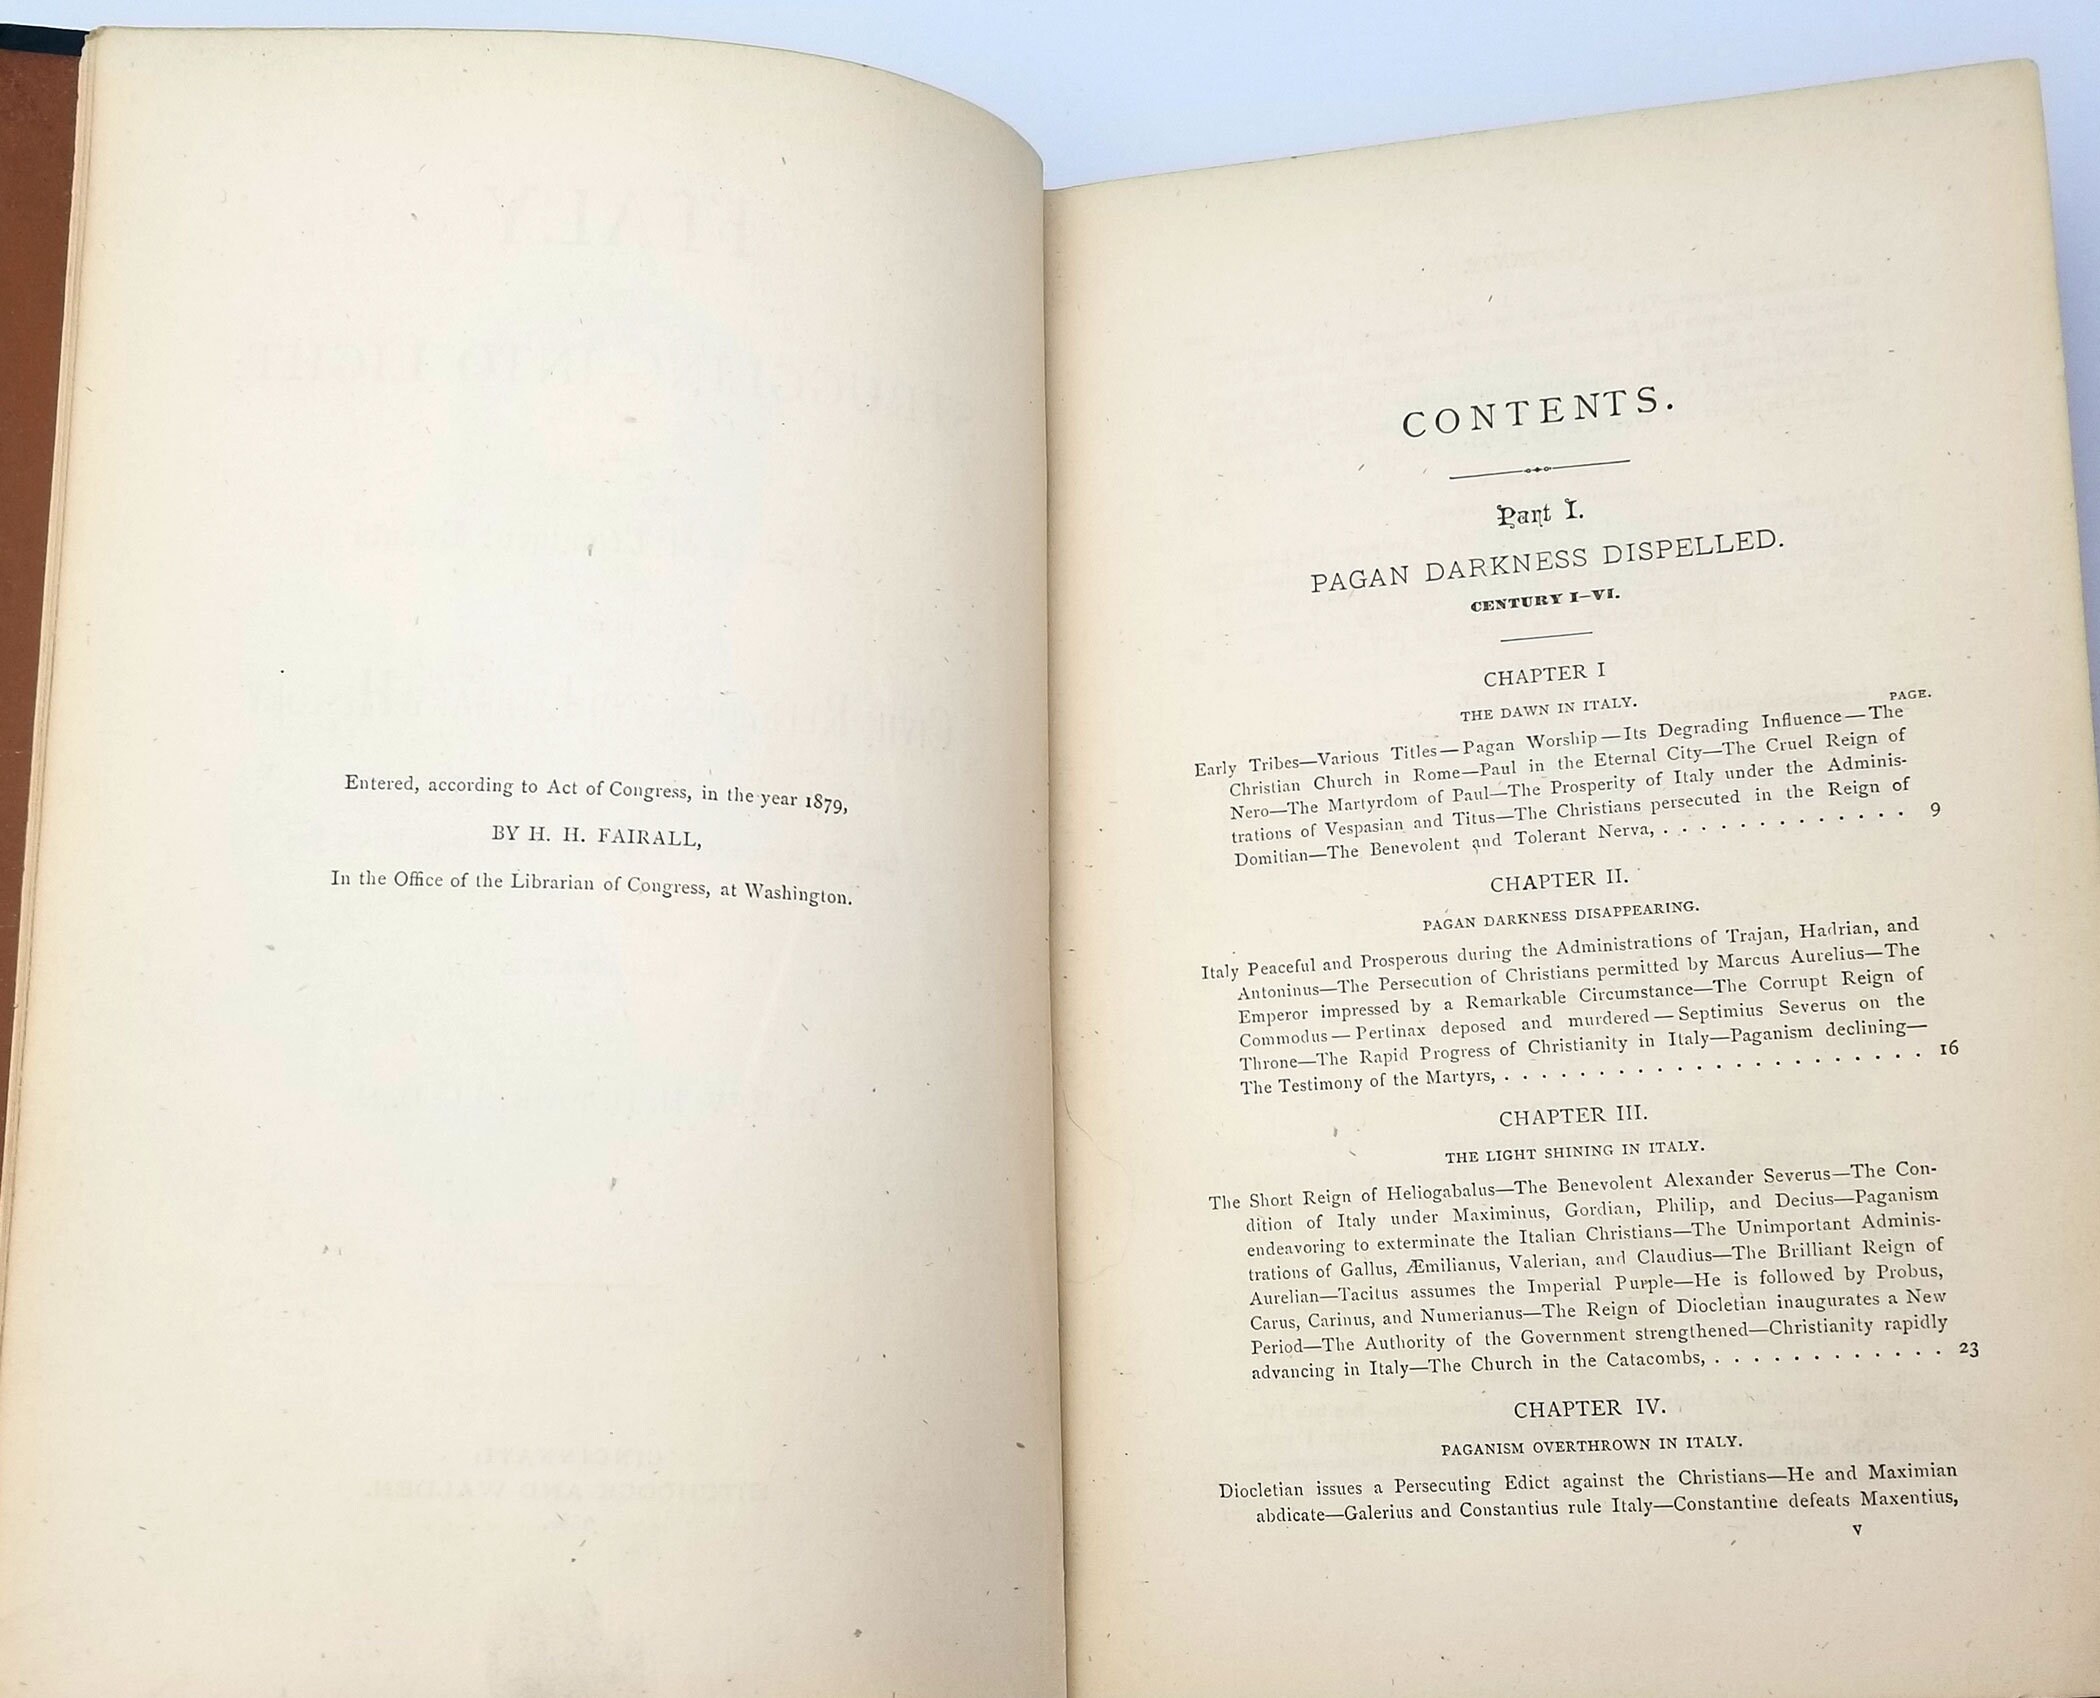 Entered, according to Act of Congress, in the year 1879,
BY H. H. FAIRALL,
In the Office of the Librarian of Congress, at Washington.
CONTENTS.
Part I.
PAGAN DARKNESS DISPELLED.
CENTURY I–VI.
CHAPTER I
THE DAWN IN ITALY.
PAGE.
Early Tribes—Various Titles—Pagan Worship—Its Degrading Influence—The
Christian Church in Rome—Paul in the Eternal City—The Cruel Reign of
Nero—The Martyrdom of Paul—The Prosperity of Italy under the Adminis-
trations of Vespasian and Titus—The Christians persecuted in the Reign of
Domitian—The Benevolent and Tolerant Nerva, . . . . . . . . . . . . . 9
CHAPTER II.
PAGAN DARKNESS DISAPPEARING.
Italy Peaceful and Prosperous during the Administrations of Trajan, Hadrian, and
Antoninus—The Persecution of Christians permitted by Marcus Aurelius—The
Emperor impressed by a Remarkable Circumstance—The Corrupt Reign of
Commodus—Pertinax deposed and murdered—Septimius Severus on the
Throne—The Rapid Progress of Christianity in Italy—Paganism declining—
The Testimony of the Martyrs, . . . . . . . . . . . . . . . . . . . . . . 16
CHAPTER III.
THE LIGHT SHINING IN ITALY.
The Short Reign of Heliogabalus—The Benevolent Alexander Severus—The Con-
dition of Italy under Maximinus, Gordian, Philip, and Decius—Paganism
endeavoring to exterminate the Italian Christians—The Unimportant Adminis-
trations of Gallus, Æmilianus, Valerian, and Claudius—The Brilliant Reign of
Aurelian—Tacitus assumes the Imperial Purple—He is followed by Probus,
Carus, Carinus, and Numerianus—The Reign of Diocletian inaugurates a New
Period—The Authority of the Government strengthened—Christianity rapidly
advancing in Italy—The Church in the Catacombs, . . . . . . . . . . . . 23
CHAPTER IV.
PAGANISM OVERTHROWN IN ITALY.
Diocletian issues a Persecuting Edict against the Christians—He and Maximian
abdicate—Galerius and Constantius rule Italy—Constantine defeats Maxentius,
v